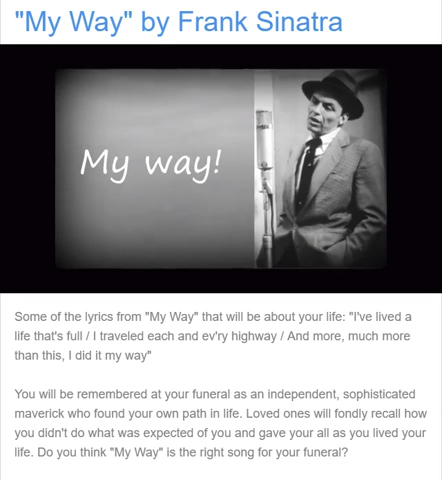 "My Way" by Frank Sinatra
My way!
Some of the lyrics from "My Way" that will be about your life: "I've lived a
life that's full / I traveled each and ev'ry highway / And more, much more
than this, I did it my way"
You will be remembered at your funeral as an independent, sophisticated
maverick who found your own path in life. Loved ones will fondly recall how
you didn't do what was expected of you and gave your all as you lived your
life. Do you think "My Way" is the right song for your funeral?